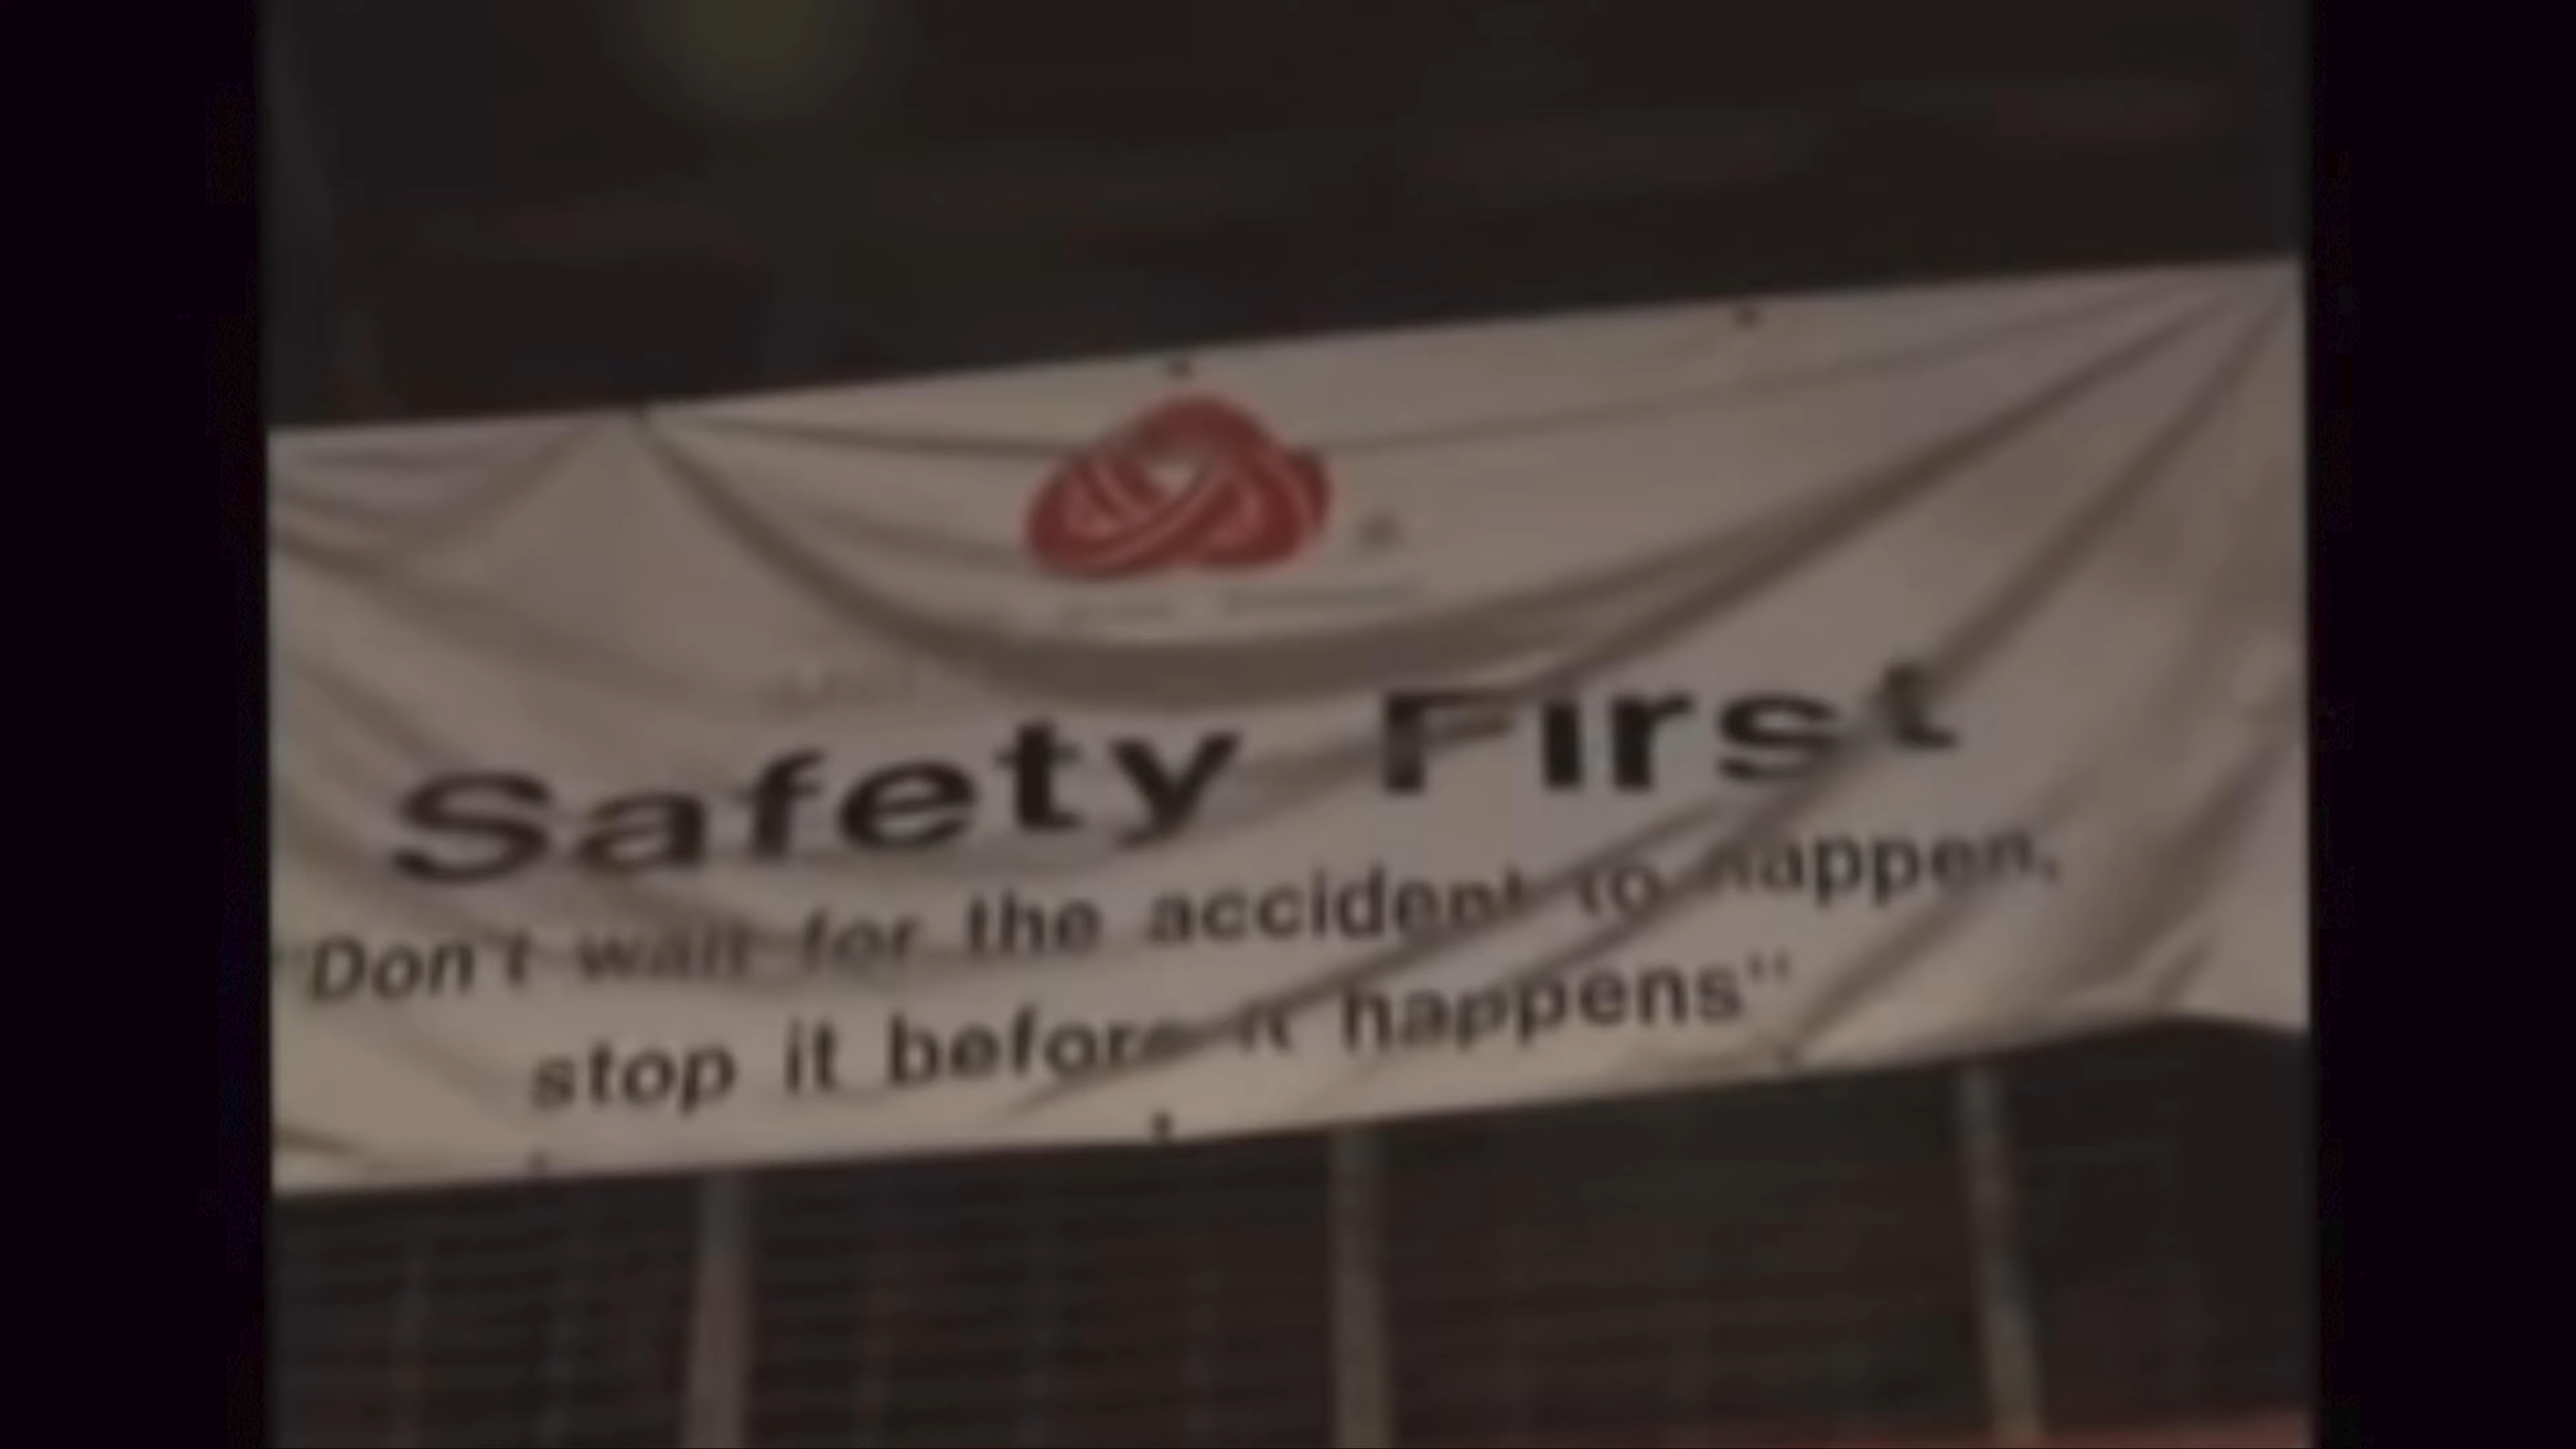 Safety First
Don't wait for the accident to happen,
stop it before it happens"